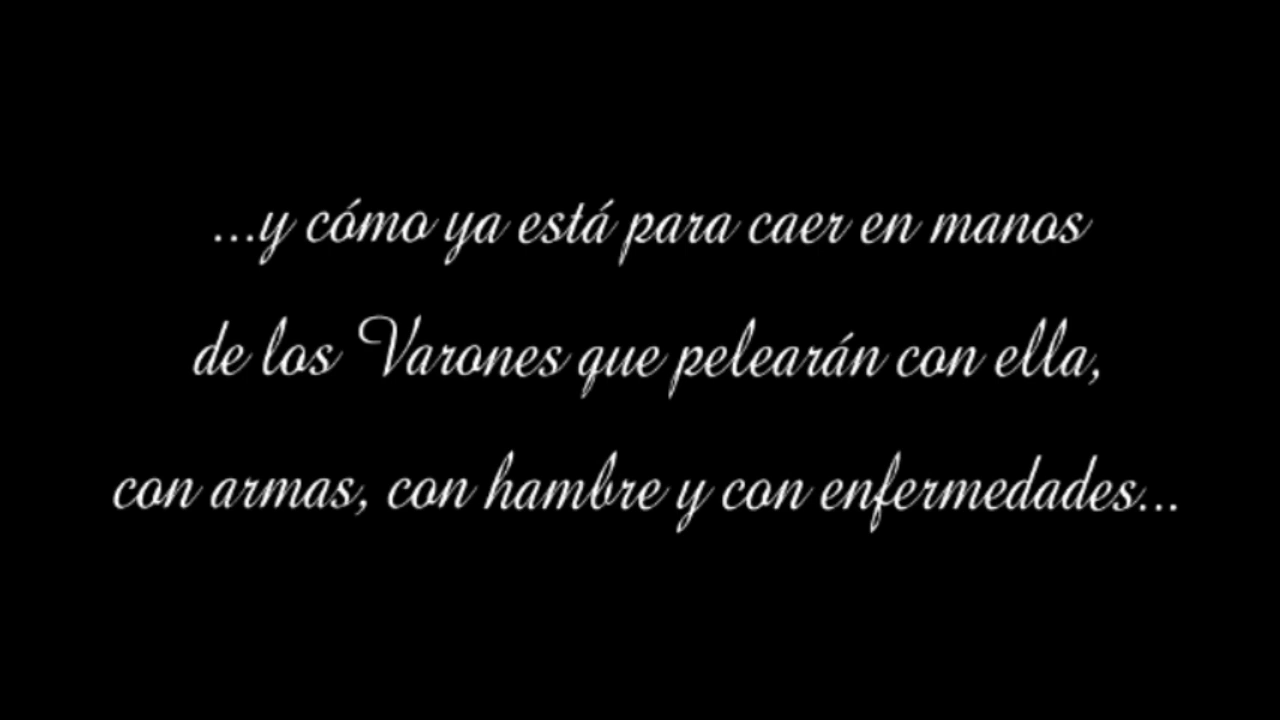 ...y cómo ya está para caer en manos
de los Varones que pelearán con ella,
con armas, con hambre y con enfermedades...